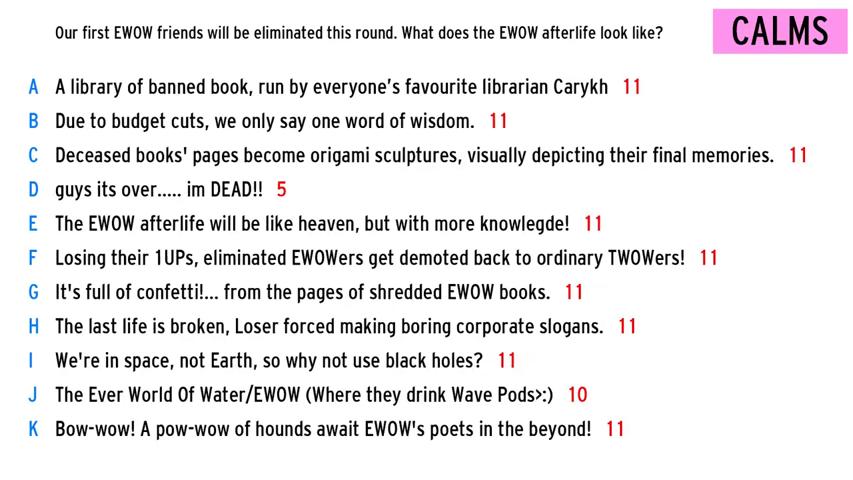 Our first EWOW friends will be eliminated this round. What does the EWOW afterlife look like?
CALMS
A A library of banned book, run by everyone's favourite librarian Carykh 11
B Due to budget cuts, we only say one word of wisdom. 11
C Deceased books' pages become origami sculptures, visually depicting their final memories. 11
D guys its over..... im DEAD!! 5
E The EWOW afterlife will be like heaven, but with more knowlegde! 11
F Losing their 1UPs, eliminated EWOWers get demoted back to ordinary TWOWers! 11
G It's full of confetti!... from the pages of shredded EWOW books. 11
H The last life is broken, Loser forced making boring corporate slogans. 11
I We're in space, not Earth, so why not use black holes? 11
J The Ever World Of Water/EWOW (Where they drink Wave Pods>:) 10
K Bow-wow! A pow-wow of hounds await EWOW's poets in the beyond! 11